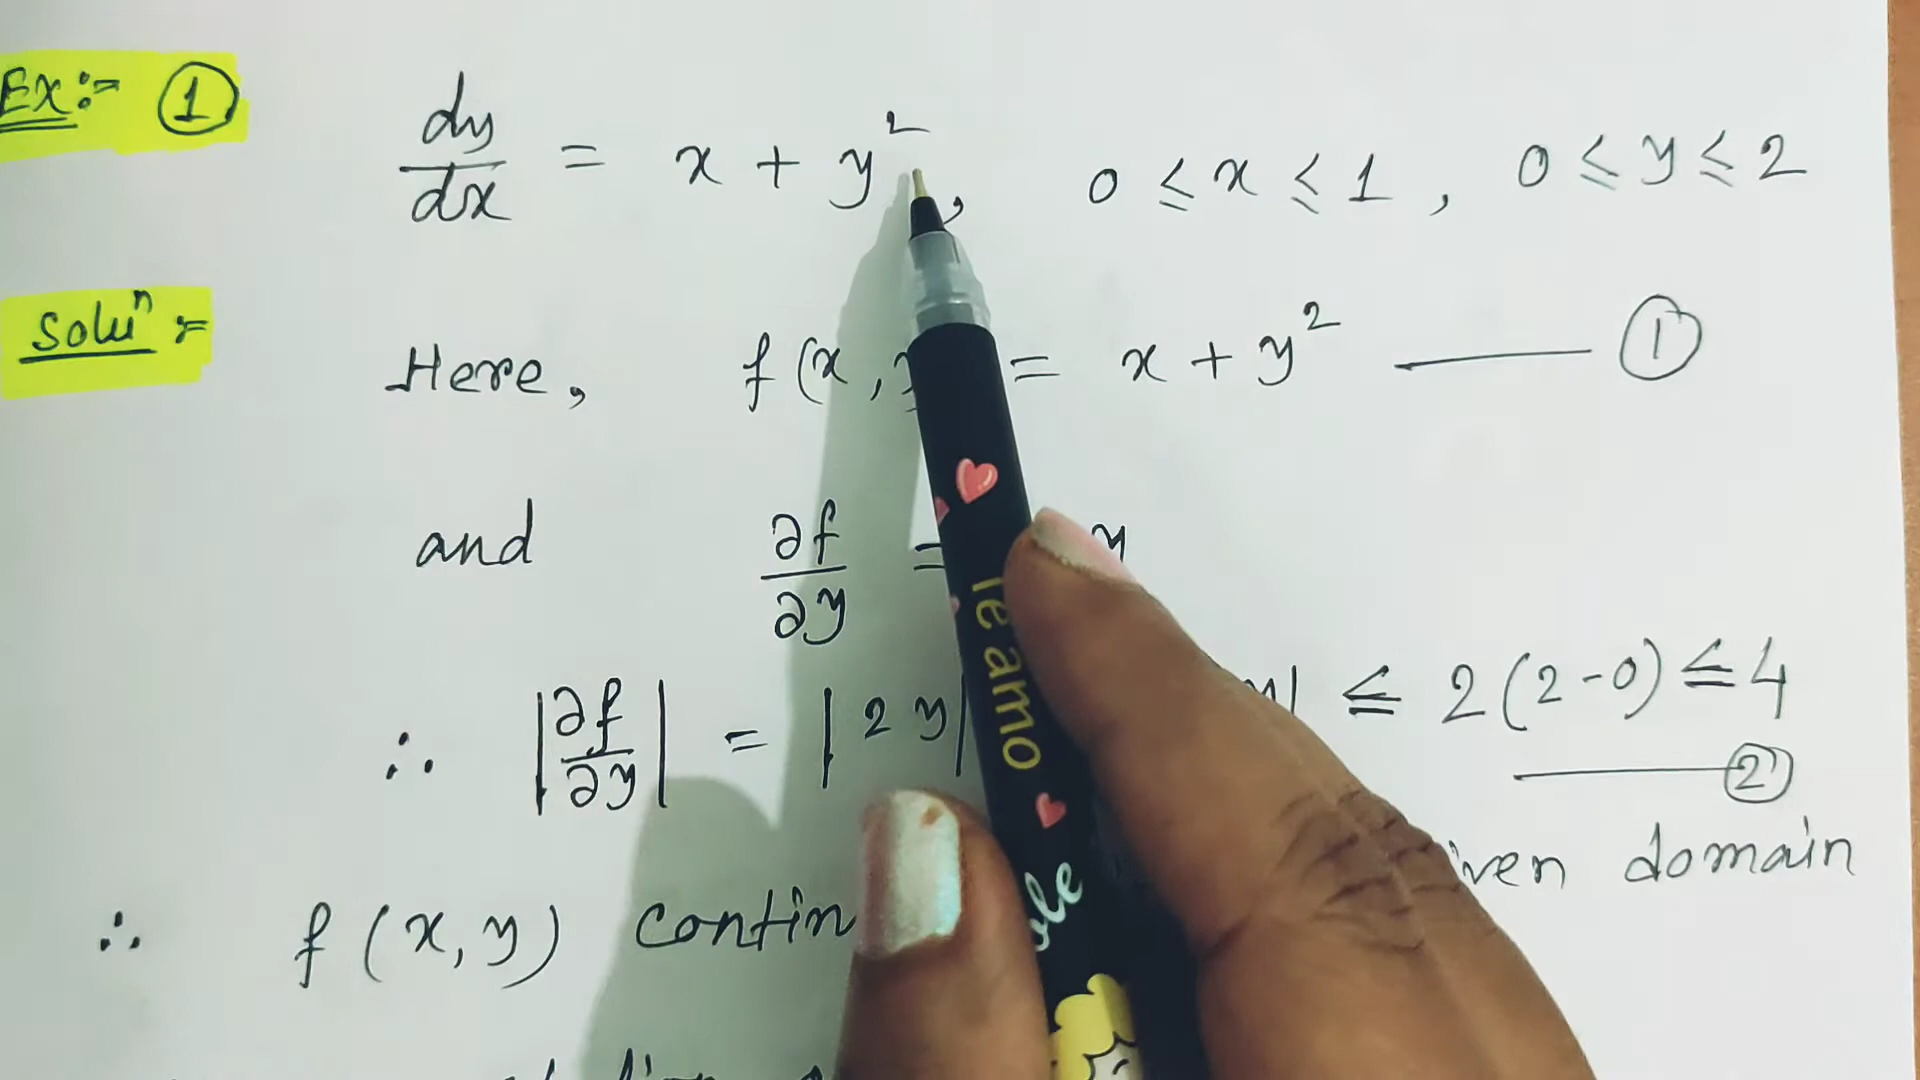 Ex:- ①
dy/dx = x + y², 0 ≤ x ≤ 1, 0 ≤ y ≤ 2
Soluⁿ =
Here, f(x, = x + y² —— ①
and ∂f/∂y = y
∴ |∂f/∂y| = |2y| y| ≤ 2(2-0) ≤ 4
—— ②
domain
∴ f(x,y) contin
Te amo